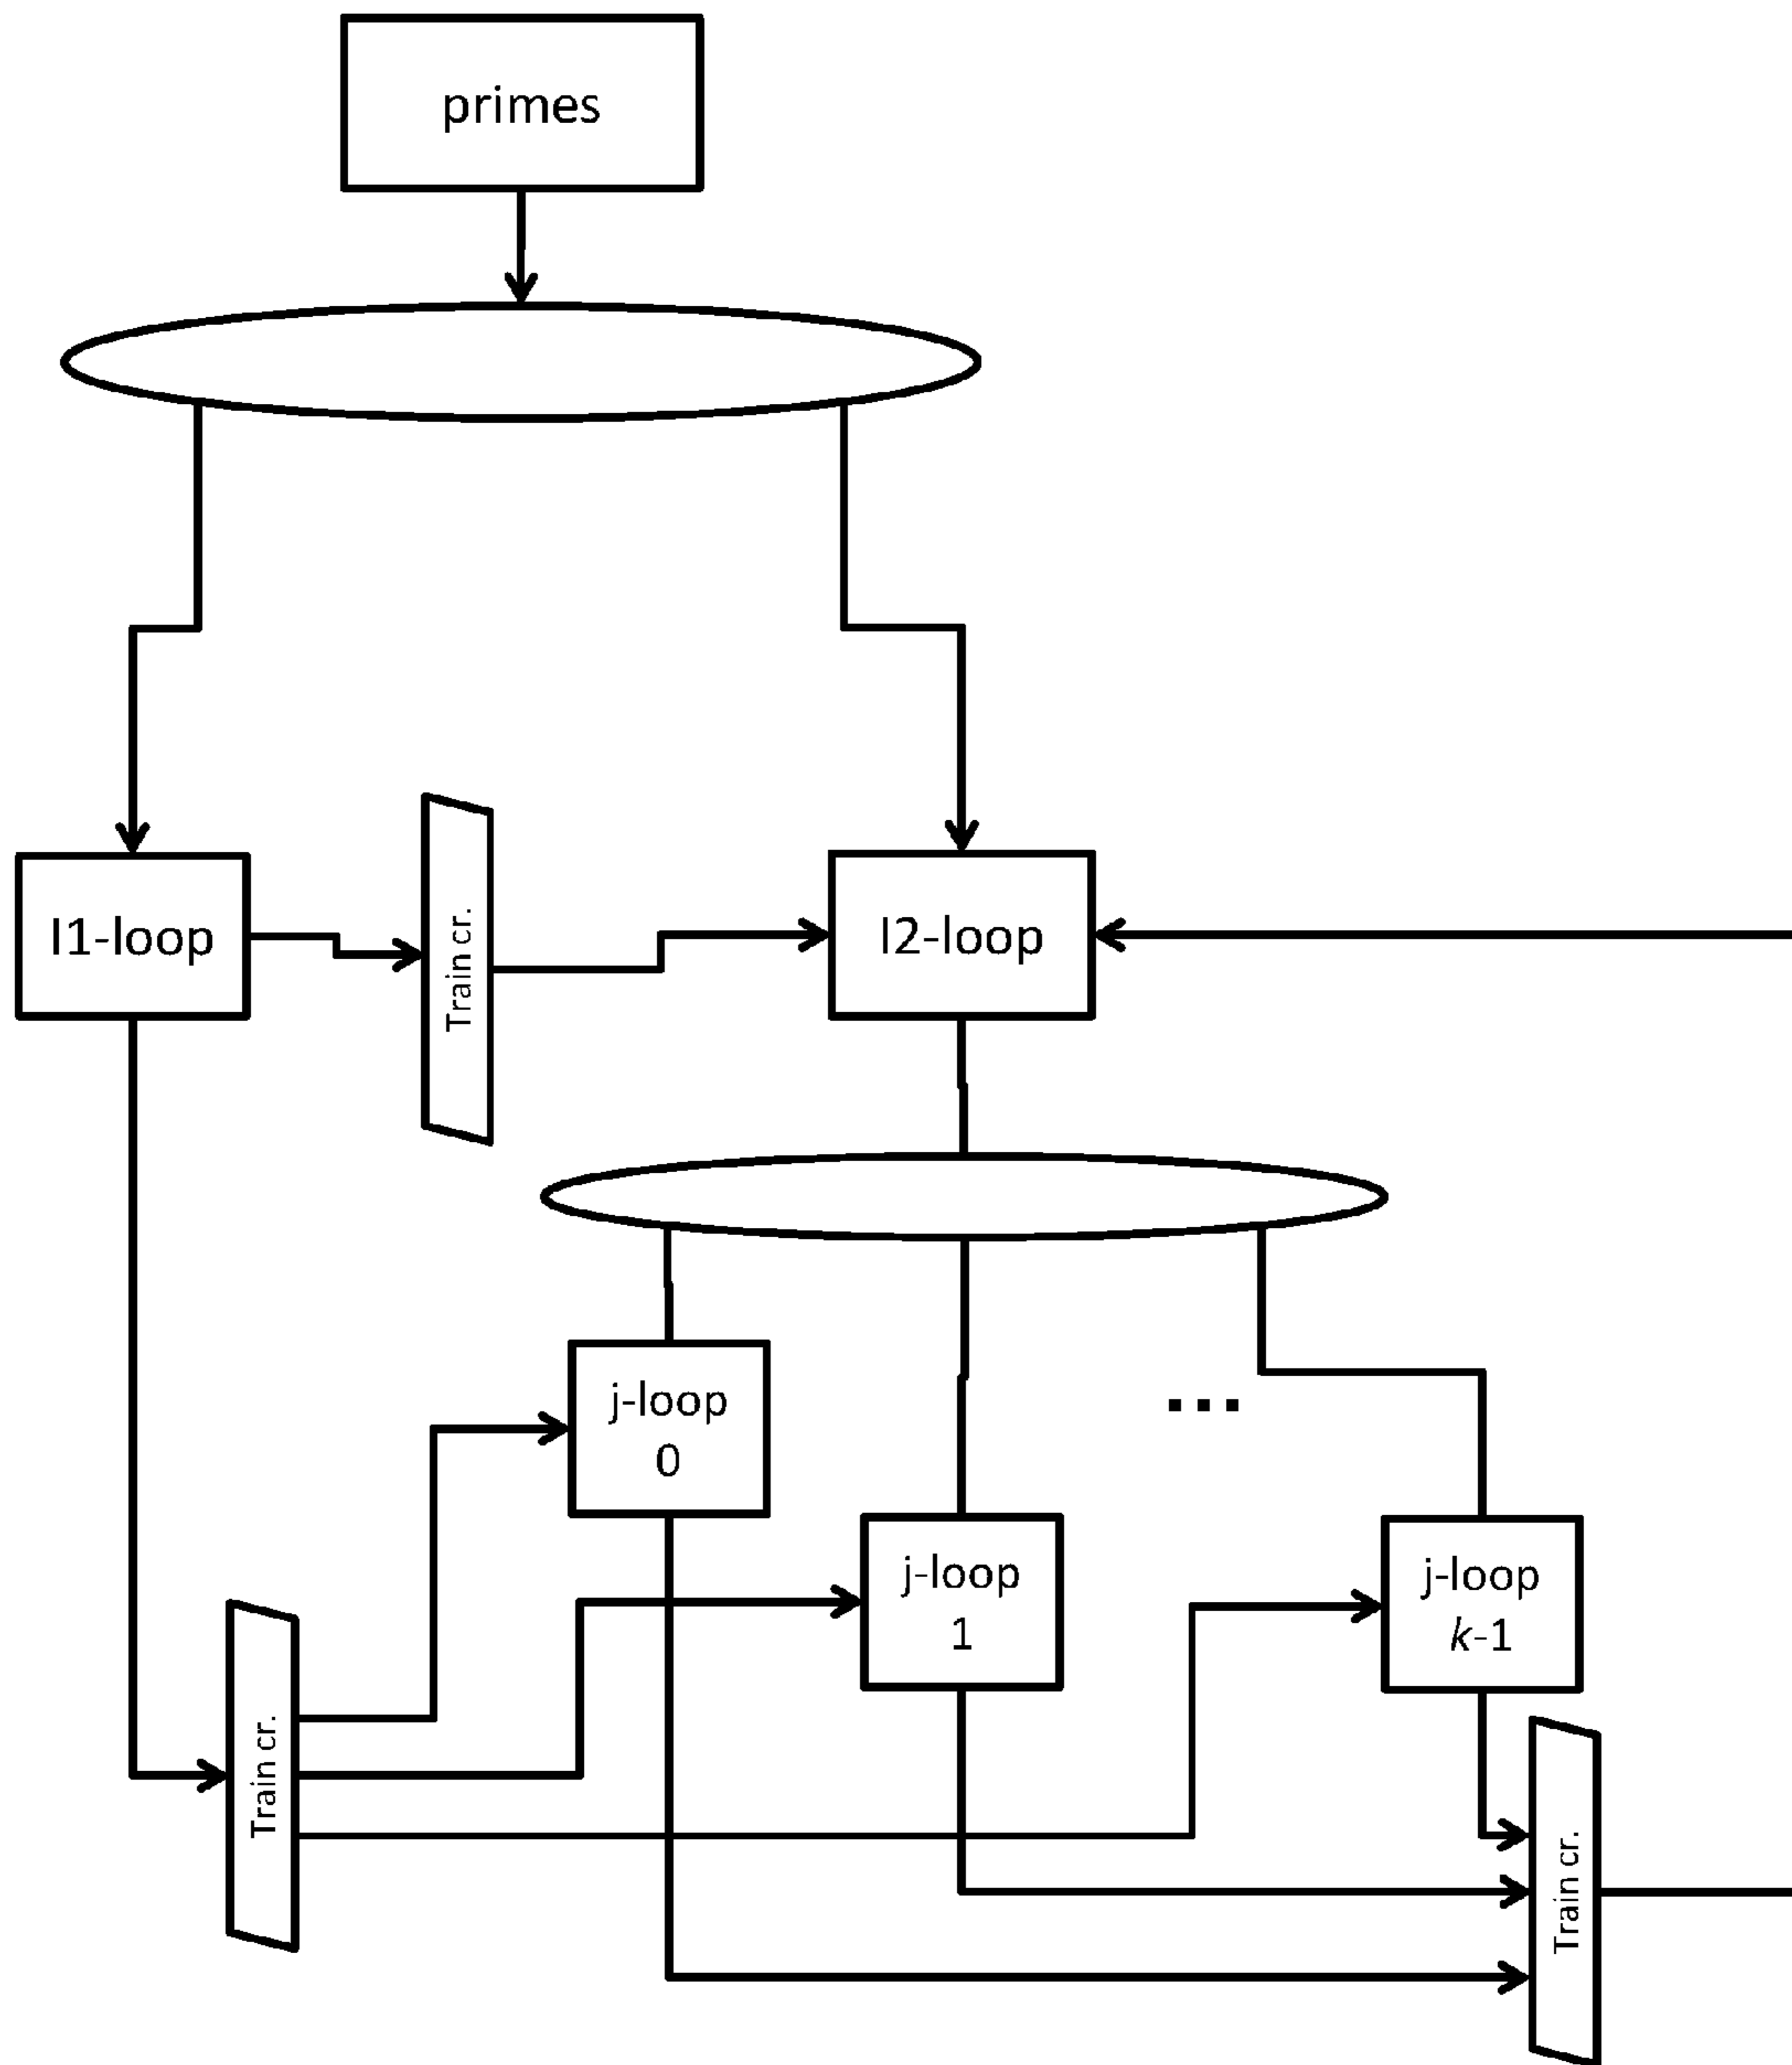 primes
I1-loop
Train cr.
I2-loop
j-loop
0
...
j-loop
1
j-loop
k-1
Train cr.
Train cr.